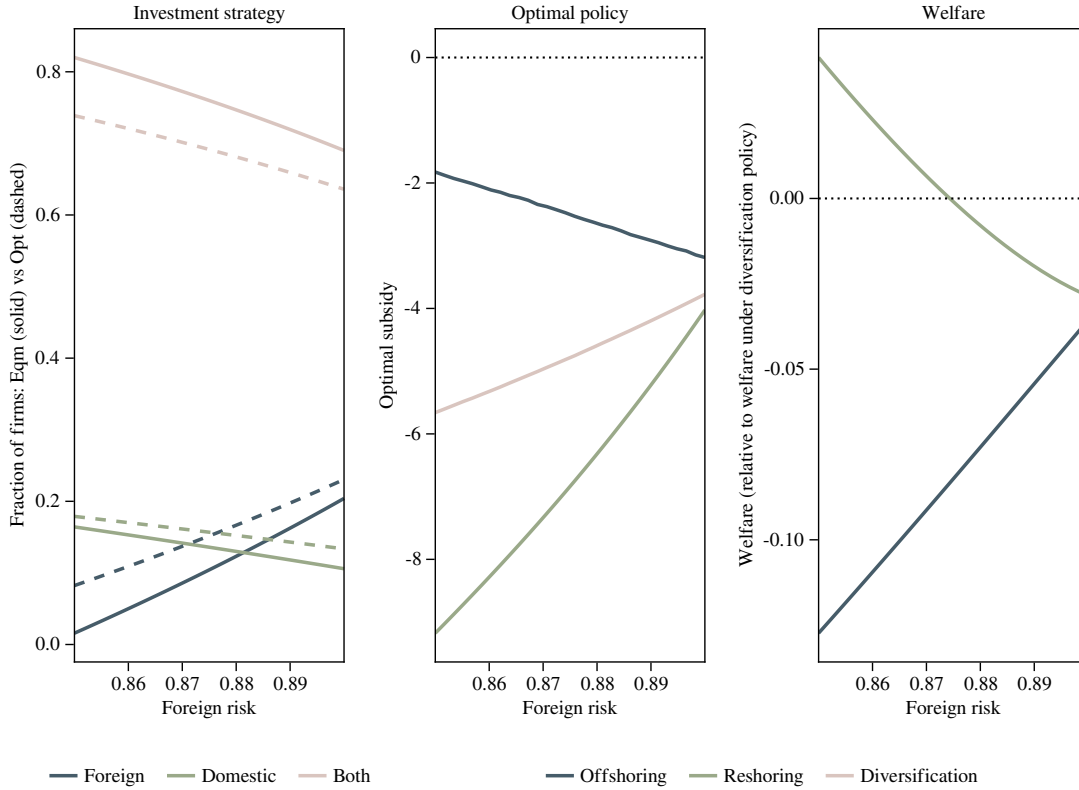 Investment strategy
Fraction of firms: Eqm (solid) vs Opt (dashed)
0.8
0.6
0.4
0.2
0.0
0.86 0.87 0.88 0.89
Foreign risk
Optimal policy
Optimal subsidy
0
-2
-4
-6
-8
0.86 0.87 0.88 0.89
Foreign risk
Welfare
Welfare (relative to welfare under diversification policy)
0.00
-0.05
-0.10
0.86 0.87 0.88 0.89
Foreign risk
Foreign Domestic Both
Offshoring Reshoring Diversification